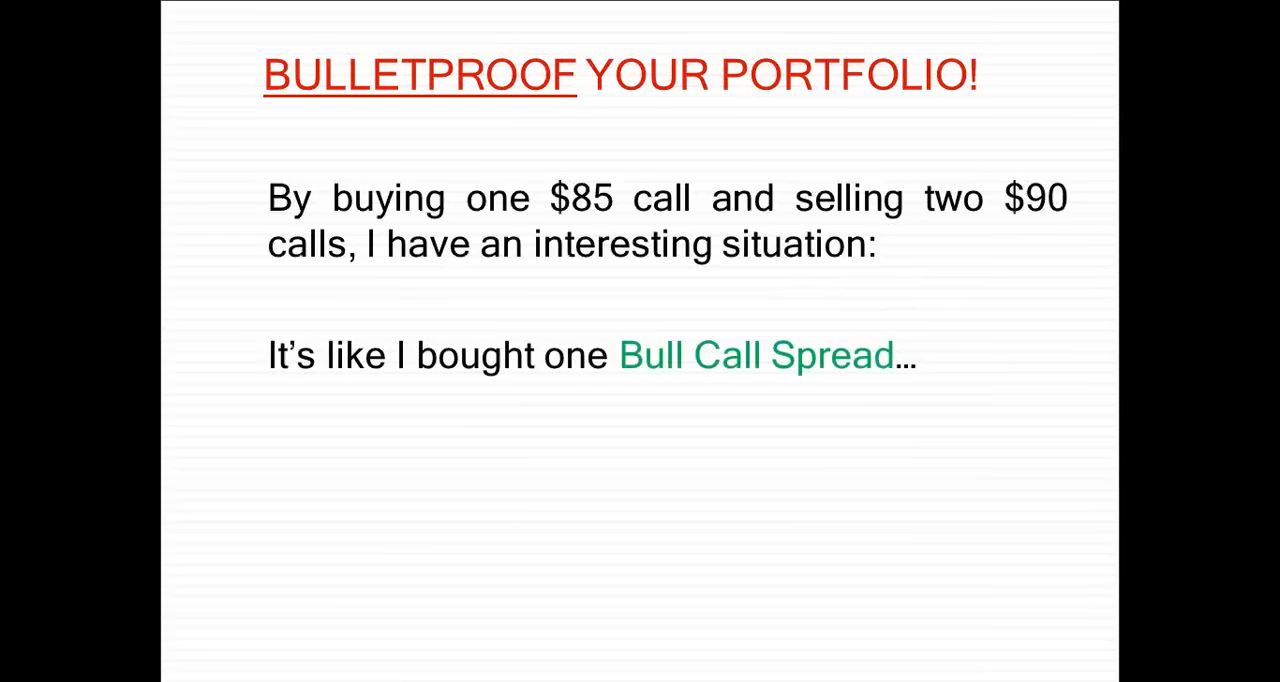 BULLETPROOF YOUR PORTFOLIO!
By buying one $85 call and selling two $90
calls, I have an interesting situation:
It’s like I bought one Bull Call Spread...